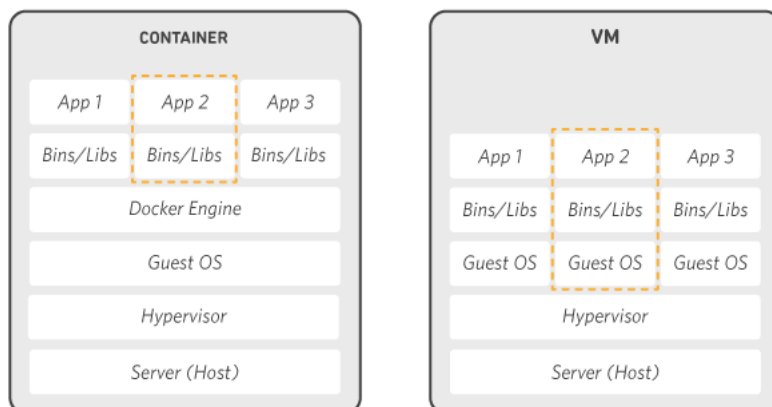 CONTAINER
App 1 App 2 App 3
Bins/Libs Bins/Libs Bins/Libs
Docker Engine
Guest OS
Hypervisor
Server (Host)
VM
App 1 App 2 App 3
Bins/Libs Bins/Libs Bins/Libs
Guest OS Guest OS Guest OS
Hypervisor
Server (Host)